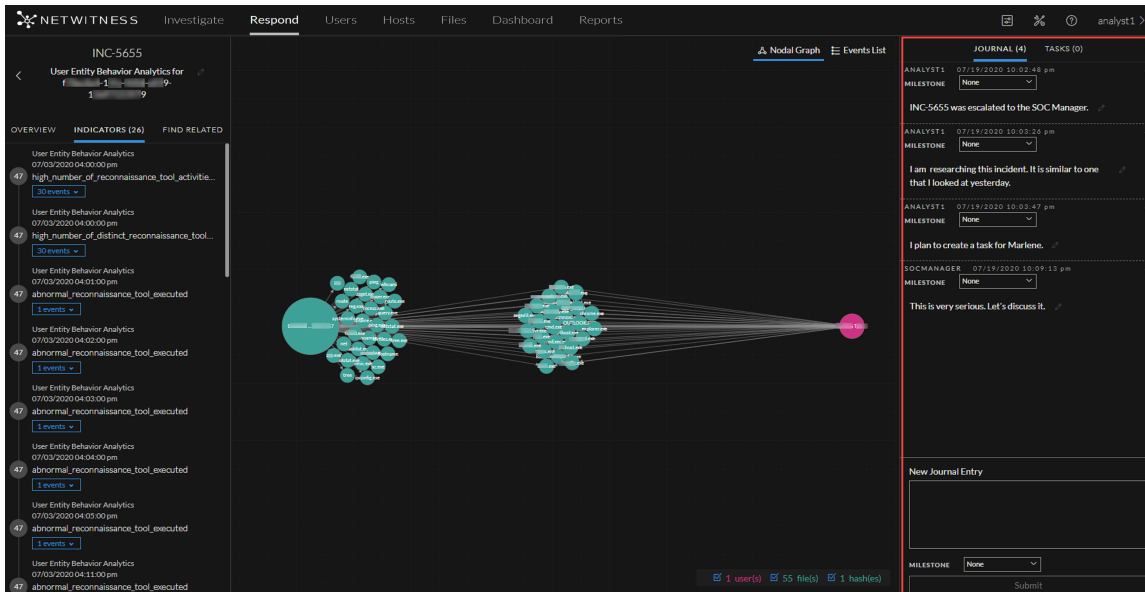 NETWITNESS Investigate Respond Users Hosts Files Dashboard Reports analyst1
INC-5655
User Entity Behavior Analytics for
OVERVIEW INDICATORS (26) FIND RELATED
User Entity Behavior Analytics
07/03/2020 04:00:00 pm
47 high_number_of_reconnaissance_tool_activitie...
30 events
User Entity Behavior Analytics
07/03/2020 04:00:00 pm
47 high_number_of_distinct_reconnaissance_tool...
30 events
User Entity Behavior Analytics
07/03/2020 04:01:00 pm
47 abnormal_reconnaissance_tool_executed
1 events
User Entity Behavior Analytics
07/03/2020 04:02:00 pm
47 abnormal_reconnaissance_tool_executed
1 events
User Entity Behavior Analytics
07/03/2020 04:03:00 pm
47 abnormal_reconnaissance_tool_executed
1 events
User Entity Behavior Analytics
07/03/2020 04:04:00 pm
47 abnormal_reconnaissance_tool_executed
1 events
User Entity Behavior Analytics
07/03/2020 04:05:00 pm
47 abnormal_reconnaissance_tool_executed
1 events
User Entity Behavior Analytics
07/03/2020 04:11:00 pm
47 abnormal_reconnaissance_tool_executed
Nodal Graph Events List
tree
net
OUTLOOK
explorer.exe
1 user(s) 55 file(s) 1 hash(es)
JOURNAL (4) TASKS (0)
ANALYST1 07/19/2020 10:02:48 pm
MILESTONE None
INC-5655 was escalated to the SOC Manager.
ANALYST1 07/19/2020 10:03:26 pm
MILESTONE None
I am researching this incident. It is similar to one
that I looked at yesterday.
ANALYST1 07/19/2020 10:03:47 pm
MILESTONE None
I plan to create a task for Marlene.
SOCMANAGER 07/19/2020 10:09:13 pm
MILESTONE None
This is very serious. Let's discuss it.
New Journal Entry
MILESTONE None
Submit